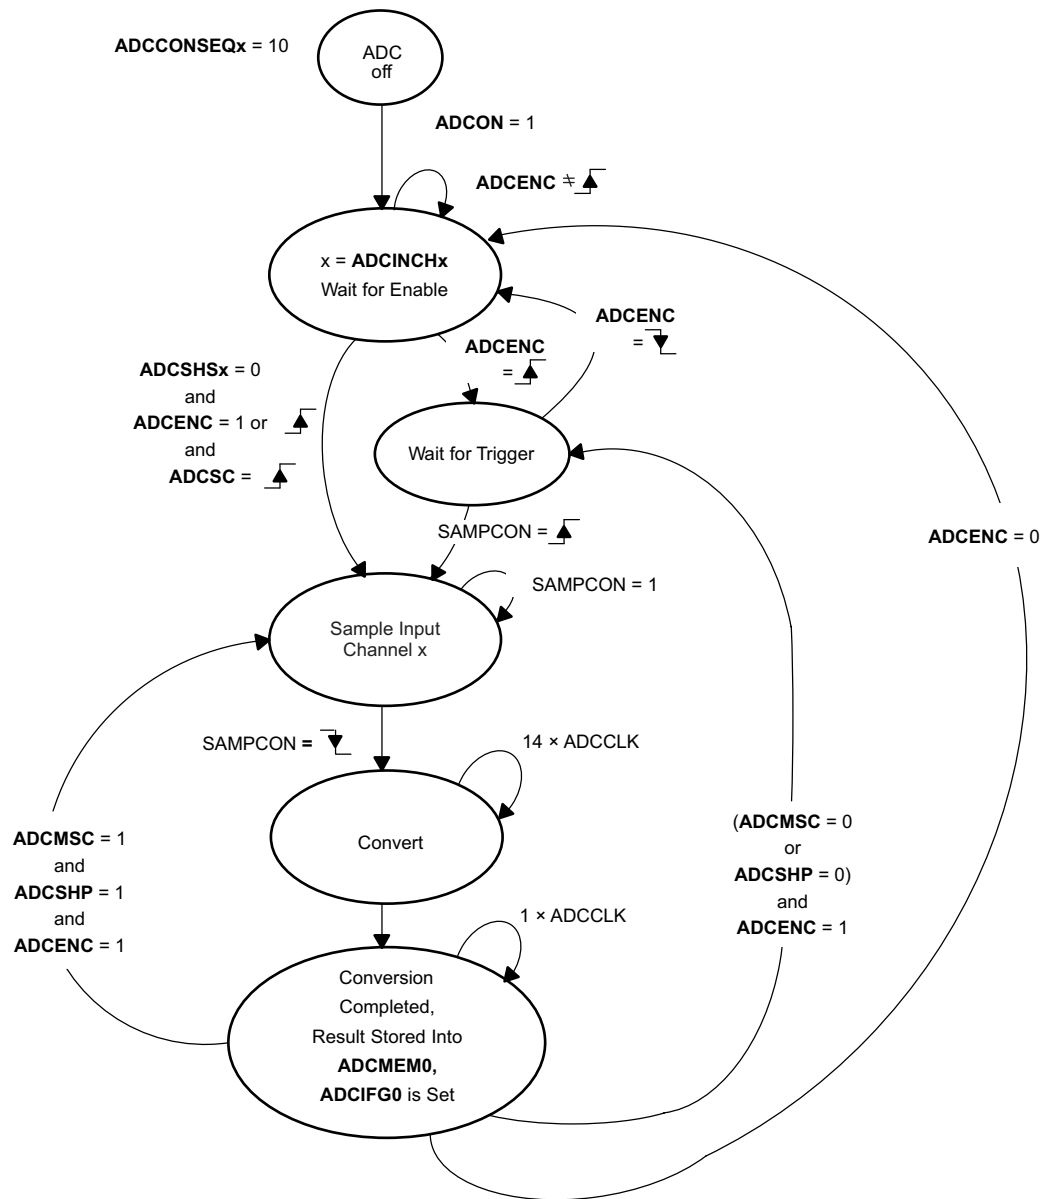 ADCCONSEQx = 10
ADC
off
ADCON = 1
ADCENC ≠
x = ADCINCHx
Wait for Enable
ADCENC
=
ADCENC
=
ADCSHSx = 0
and
ADCENC = 1 or
and
ADCSC =
Wait for Trigger
SAMPCON =
ADCENC = 0
SAMPCON = 1
Sample Input
Channel x
SAMPCON =
14 × ADCCLK
Convert
ADCMSC = 1
and
ADCSHP = 1
and
ADCENC = 1
(ADCMSC = 0
or
ADCSHP = 0)
and
ADCENC = 1
1 × ADCCLK
Conversion
Completed,
Result Stored Into
ADCMEM0,
ADCIFG0 is Set